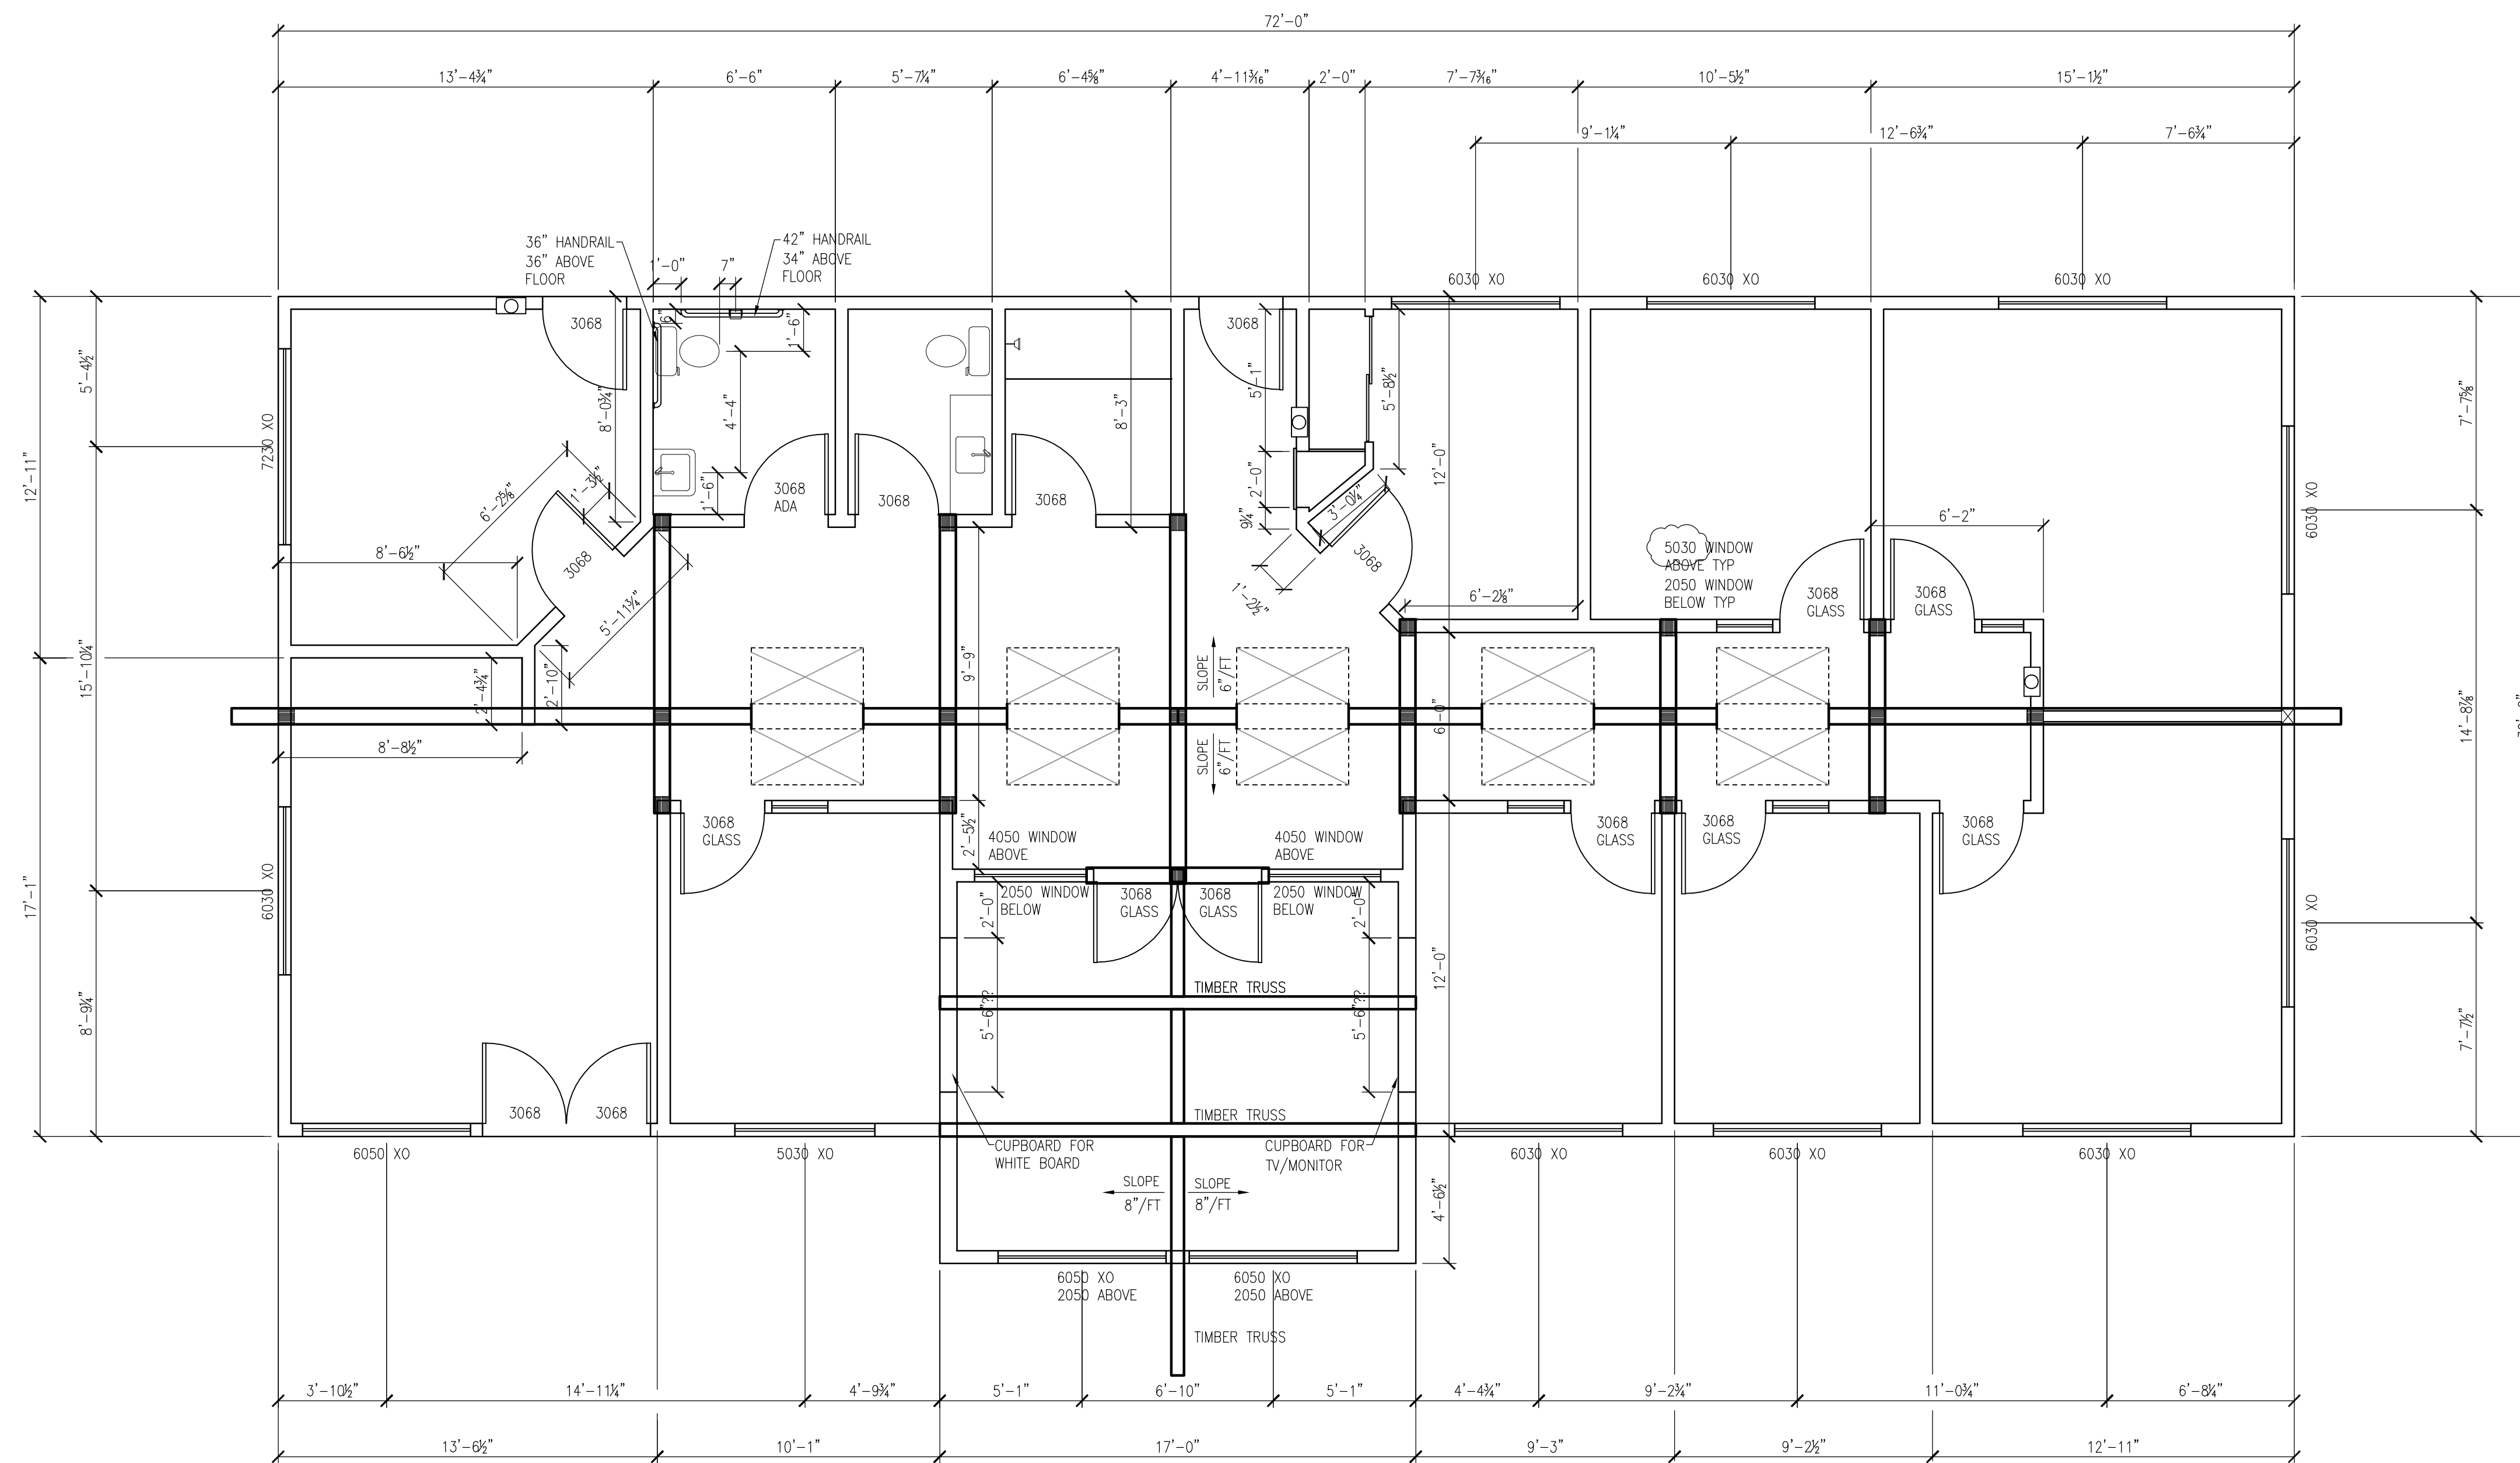 72'-0"
13'-4¾"
6'-6"
5'-7¼"
6'-4⅝"
4'-11³⁄₁₆"
2'-0"
7'-7³⁄₁₆"
10'-5½"
15'-1½"
9'-1¼"
12'-6¾"
7'-6¾"
36" HANDRAIL
36" ABOVE
FLOOR
1'-0"
7"
42" HANDRAIL
34" ABOVE
FLOOR
6030 XO
6030 XO
6030 XO
3068
6"
1'-6"
3068
5'-4½"
12'-11"
7230 XO
8'-0¾"
4'-4"
8'-3"
5'-1"
5'-8½"
12'-0"
7'-7⅝"
6'-2⅝"
1'-3½"
1'-6"
3068
ADA
3068
3068
2'-0"
9¼"
3'-0¼"
6030 XO
6'-2"
8'-6½"
3068
3068
5030 WINDOW
ABOVE TYP
2050 WINDOW
BELOW TYP
5'-11¾"
1'-2½"
6'-2⅛"
3068
GLASS
3068
GLASS
15'-10¼"
2'-4¾"
2'-10"
9'-9"
SLOPE
6"/FT
SLOPE
6"/FT
6'-0"
14'-8⅞"
8'-8½"
3068
GLASS
2'-5½"
4050 WINDOW
ABOVE
4050 WINDOW
ABOVE
3068
GLASS
3068
GLASS
3068
GLASS
17'-1"
6030 XO
2'-0"
2050 WINDOW
BELOW
3068
GLASS
3068
GLASS
2050 WINDOW
BELOW
2'-0"
6030 XO
12'-0"
TIMBER TRUSS
8'-9¼"
5'-6"??
5'-6"??
7'-7½"
3068
3068
TIMBER TRUSS
6050 XO
5030 XO
CUPBOARD FOR
WHITE BOARD
CUPBOARD FOR
TV/MONITOR
6030 XO
6030 XO
6030 XO
SLOPE
8"/FT
SLOPE
8"/FT
4'-6½"
6050 XO
2050 ABOVE
6050 XO
2050 ABOVE
TIMBER TRUSS
3'-10½"
14'-11¼"
4'-9¾"
5'-1"
6'-10"
5'-1"
4'-4¾"
9'-2¾"
11'-0¾"
6'-8¼"
13'-6½"
10'-1"
17'-0"
9'-3"
9'-2½"
12'-11"